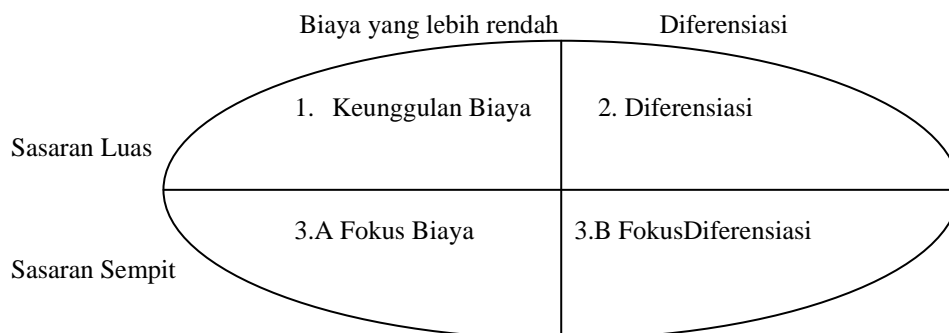 Biaya yang lebih rendah Diferensiasi
1. Keunggulan Biaya 2. Diferensiasi
Sasaran Luas
3.A Fokus Biaya 3.B FokusDiferensiasi
Sasaran Sempit